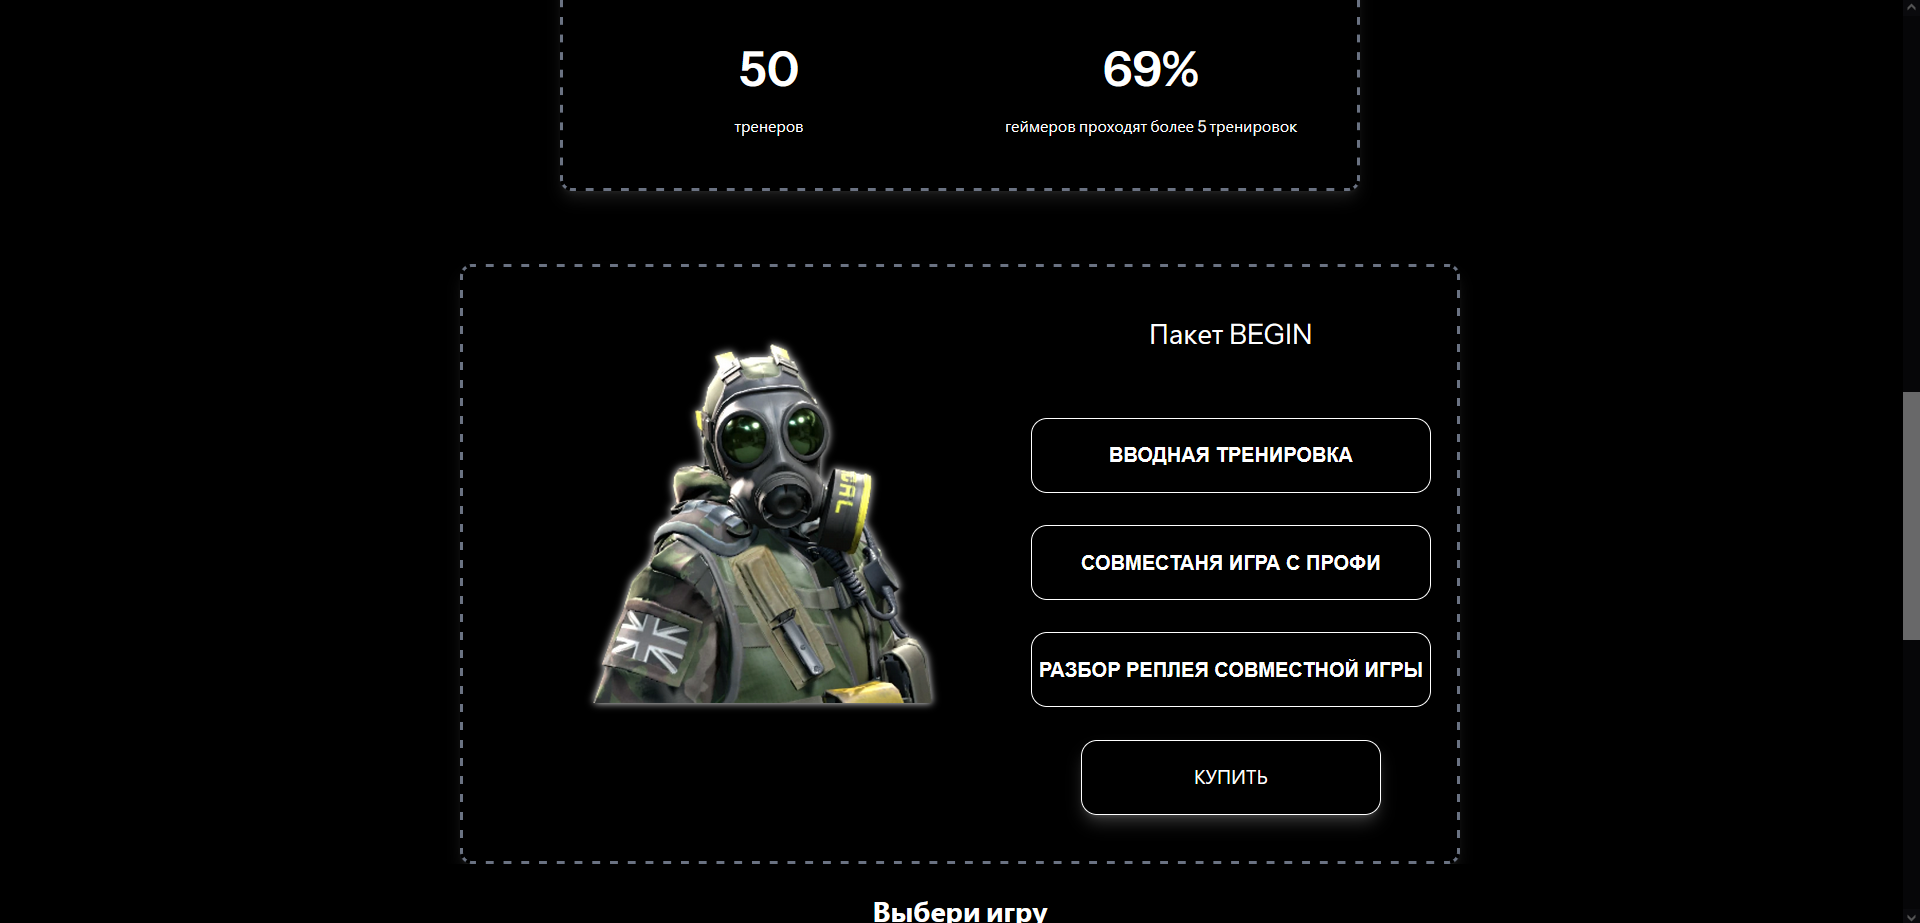 50
69%
тренеров
геймеров проходят более 5 тренировок
Пакет BEGIN
ВВОДНАЯ ТРЕНИРОВКА
GAL
СОВМЕСТАНЯ ИГРА С ПРОФИ
РАЗБОР РЕПЛЕЯ СОВМЕСТНОЙ ИГРЫ
КУПИТЬ
Выбери игру